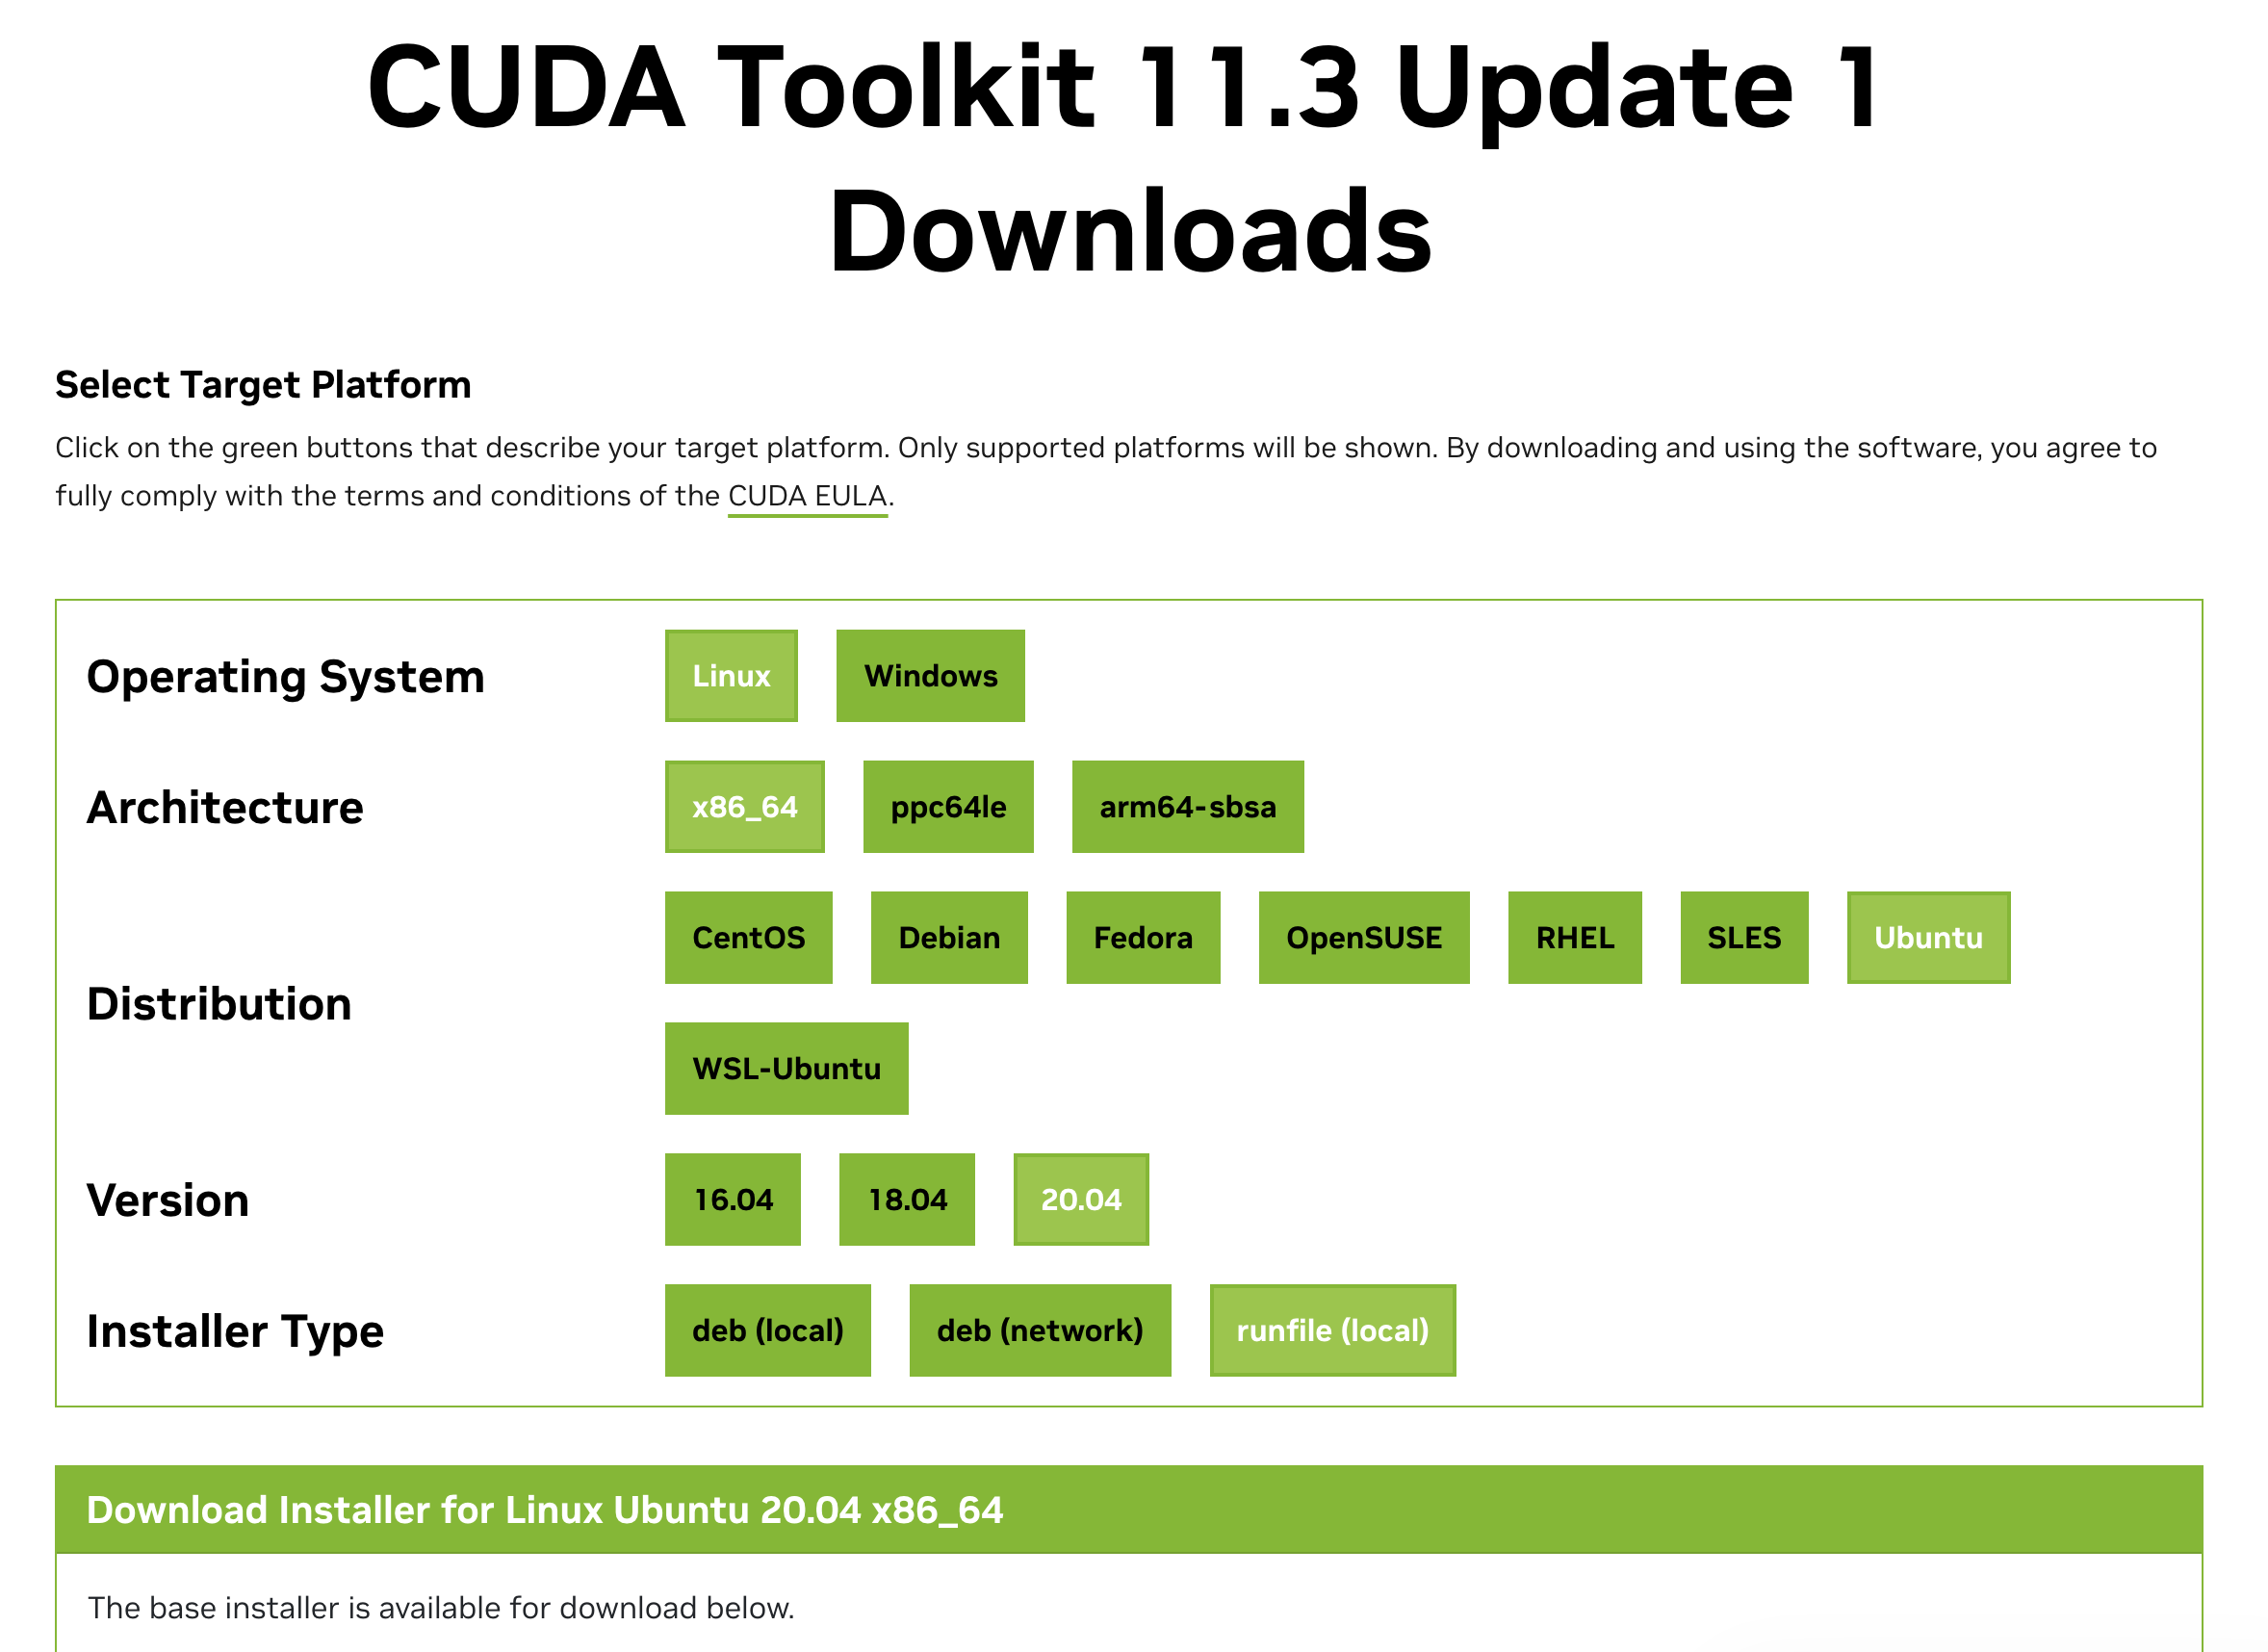 CUDA Toolkit 11.3 Update 1
Downloads
Select Target Platform
Click on the green buttons that describe your target platform. Only supported platforms will be shown. By downloading and using the software, you agree to
fully comply with the terms and conditions of the CUDA EULA.
Operating System Linux Windows
Architecture x86_64 ppc64le arm64-sbsa
CentOS Debian Fedora OpenSUSE RHEL SLES Ubuntu
Distribution
WSL-Ubuntu
Version 16.04 18.04 20.04
Installer Type deb (local) deb (network) runfile (local)
Download Installer for Linux Ubuntu 20.04 x86_64
The base installer is available for download below.